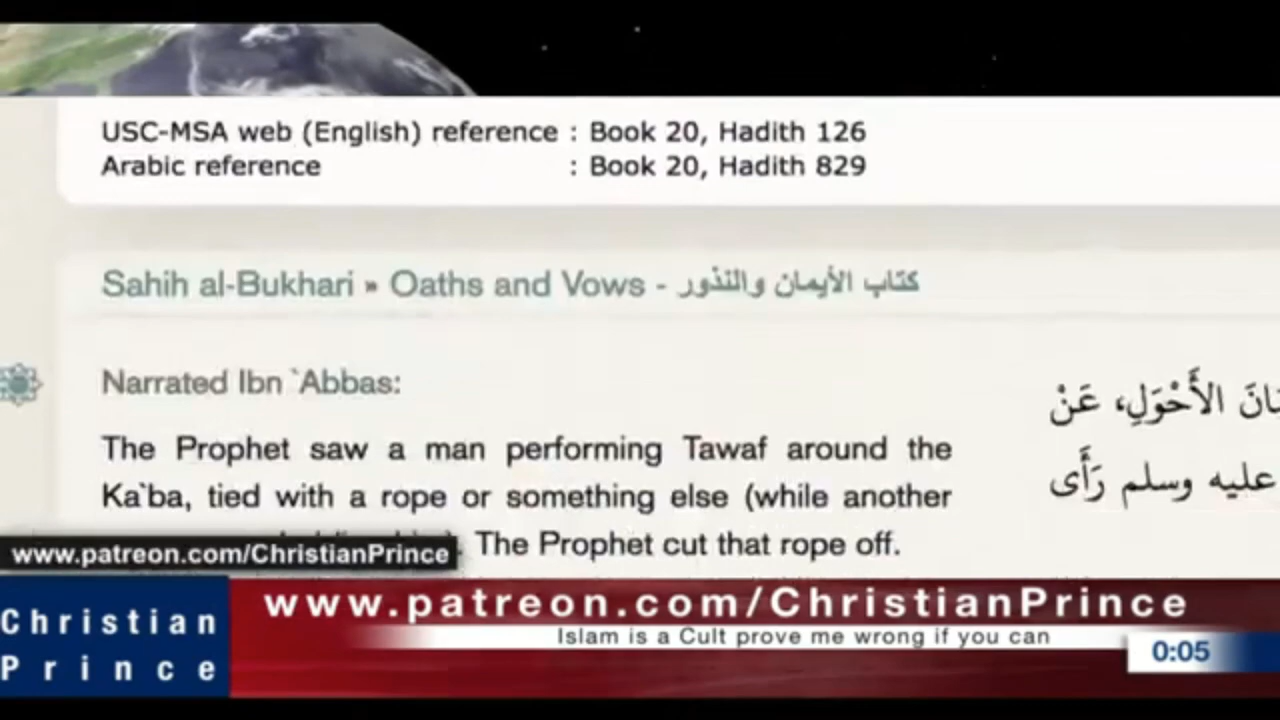 USC-MSA web (English) reference : Book 20, Hadith 126
Arabic reference : Book 20, Hadith 829
Sahih al-Bukhari » Oaths and Vows - كتاب الأيمان والنذور
Narrated Ibn `Abbas:
The Prophet saw a man performing Tawaf around the
Ka`ba, tied with a rope or something else (while another
The Prophet cut that rope off.
الأَحْوَلِ، عَنْ
عليه وسلم رَأَى
www.patreon.com/ChristianPrince
Christian
Prince
www.patreon.com/ChristianPrince
Islam is a Cult prove me wrong if you can
0:05